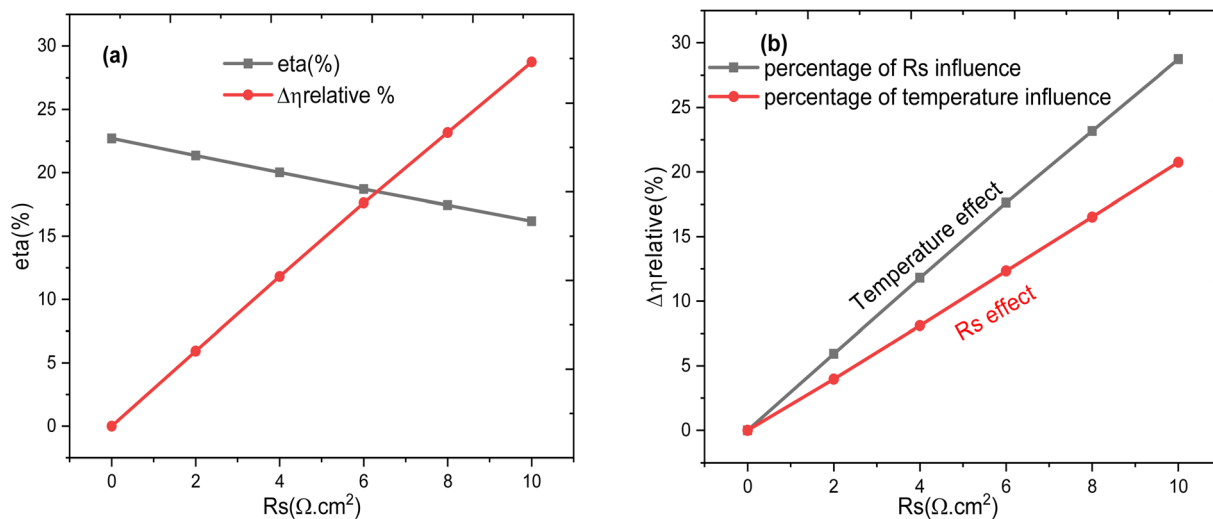 (a)
eta(%)
Δηrelative %
35
30
25
20
15
10
5
0
eta(%)
0 2 4 6 8 10
Rs(Ω.cm²)
(b)
percentage of Rs influence
percentage of temperature influence
30
25
20
15
10
5
0
Δηrelative(%)
Temperature effect
Rs effect
0 2 4 6 8 10
Rs(Ω.cm²)